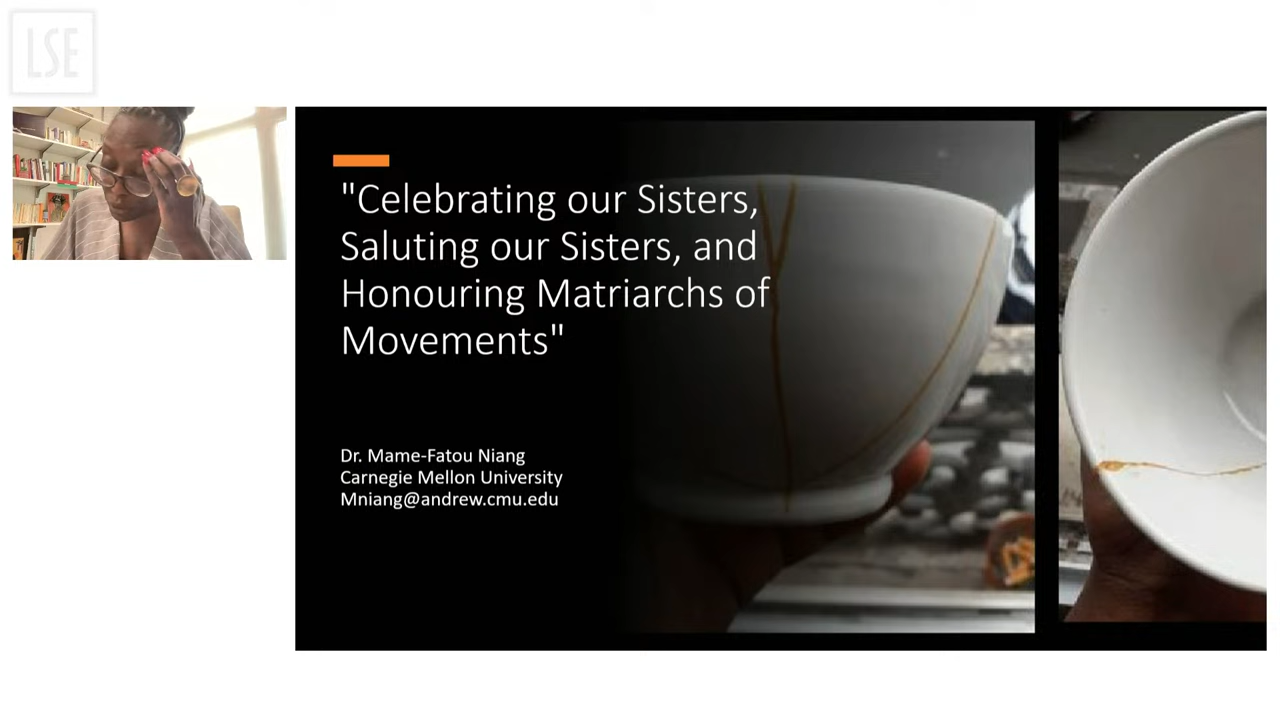 LSE
"Celebrating our Sisters,
Saluting our Sisters, and
Honouring Matriarchs of
Movements"
Dr. Mame-Fatou Niang
Carnegie Mellon University
Mniang@andrew.cmu.edu